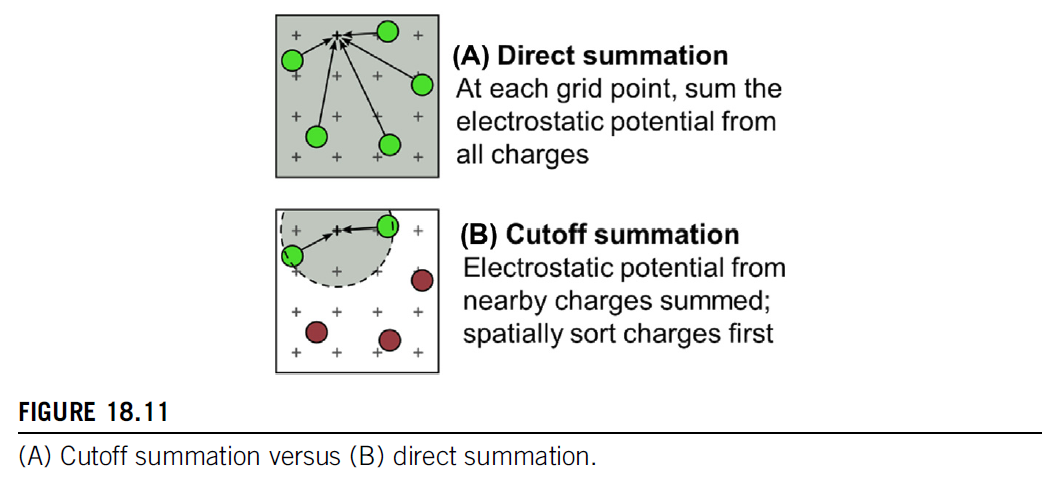 (A) Direct summation
At each grid point, sum the
electrostatic potential from
all charges
(B) Cutoff summation
Electrostatic potential from
nearby charges summed;
spatially sort charges first
FIGURE 18.11
(A) Cutoff summation versus (B) direct summation.